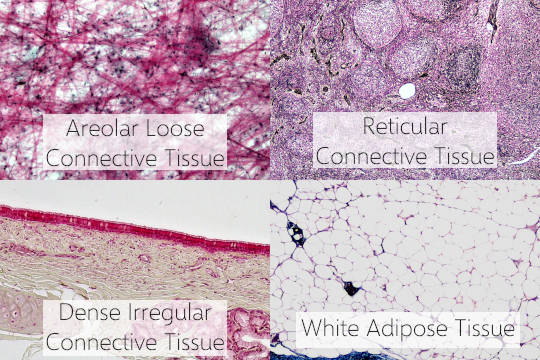 Areolar Loose
Connective Tissue
Reticular
Connective Tissue
Dense Irregular
Connective Tissue
White Adipose Tissue